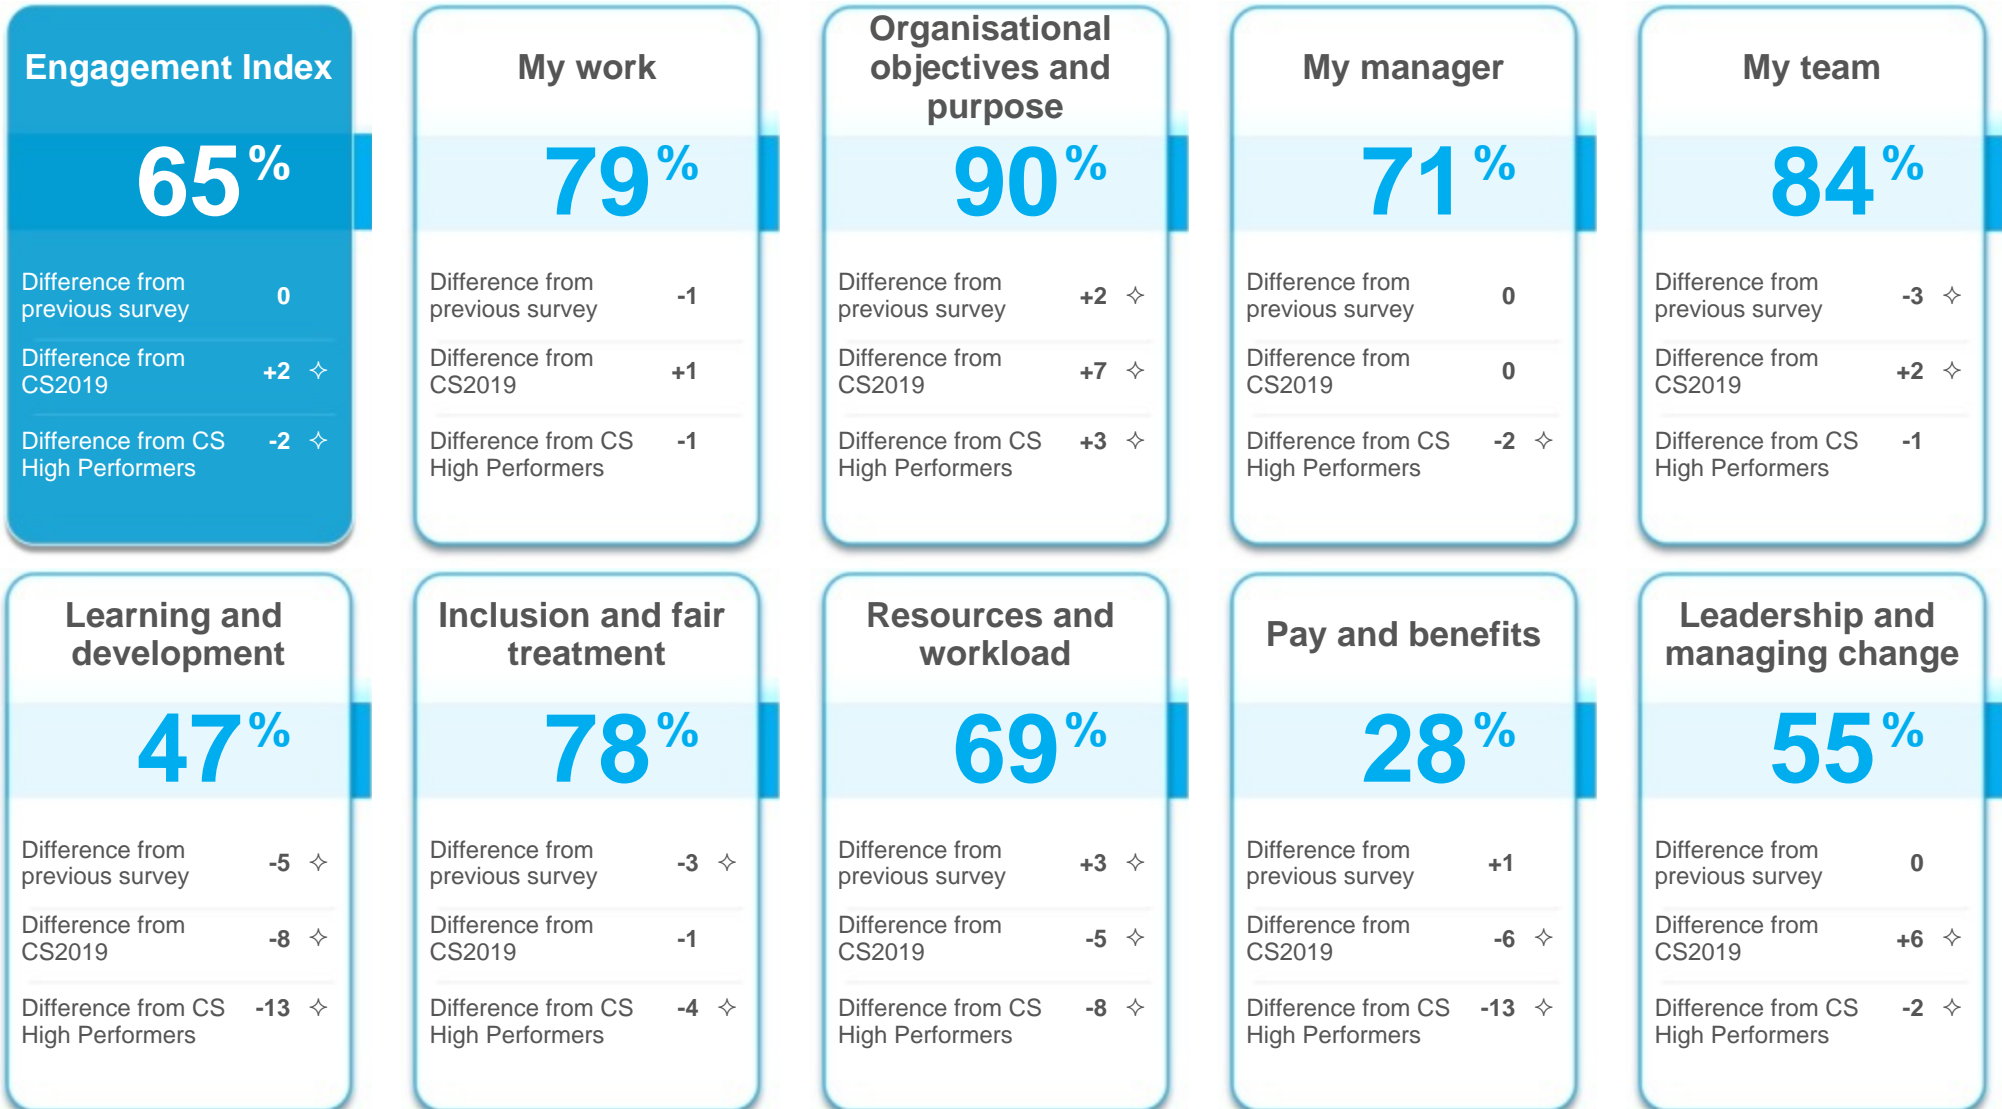 Engagement Index
65%
Difference from
previous survey
0
Difference from
CS2019
+2 ✧
Difference from CS
High Performers
-2 ✧
My work
79%
Difference from
previous survey
-1
Difference from
CS2019
+1
Difference from CS
High Performers
-1
Organisational
objectives and
purpose
90%
Difference from
previous survey
+2 ✧
Difference from
CS2019
+7 ✧
Difference from CS
High Performers
+3 ✧
My manager
71%
Difference from
previous survey
0
Difference from
CS2019
0
Difference from CS
High Performers
-2 ✧
My team
84%
Difference from
previous survey
-3 ✧
Difference from
CS2019
+2 ✧
Difference from CS
High Performers
-1
Learning and
development
47%
Difference from
previous survey
-5 ✧
Difference from
CS2019
-8 ✧
Difference from CS
High Performers
-13 ✧
Inclusion and fair
treatment
78%
Difference from
previous survey
-3 ✧
Difference from
CS2019
-1
Difference from CS
High Performers
-4 ✧
Resources and
workload
69%
Difference from
previous survey
+3 ✧
Difference from
CS2019
-5 ✧
Difference from CS
High Performers
-8 ✧
Pay and benefits
28%
Difference from
previous survey
+1
Difference from
CS2019
-6 ✧
Difference from CS
High Performers
-13 ✧
Leadership and
managing change
55%
Difference from
previous survey
0
Difference from
CS2019
+6 ✧
Difference from CS
High Performers
-2 ✧